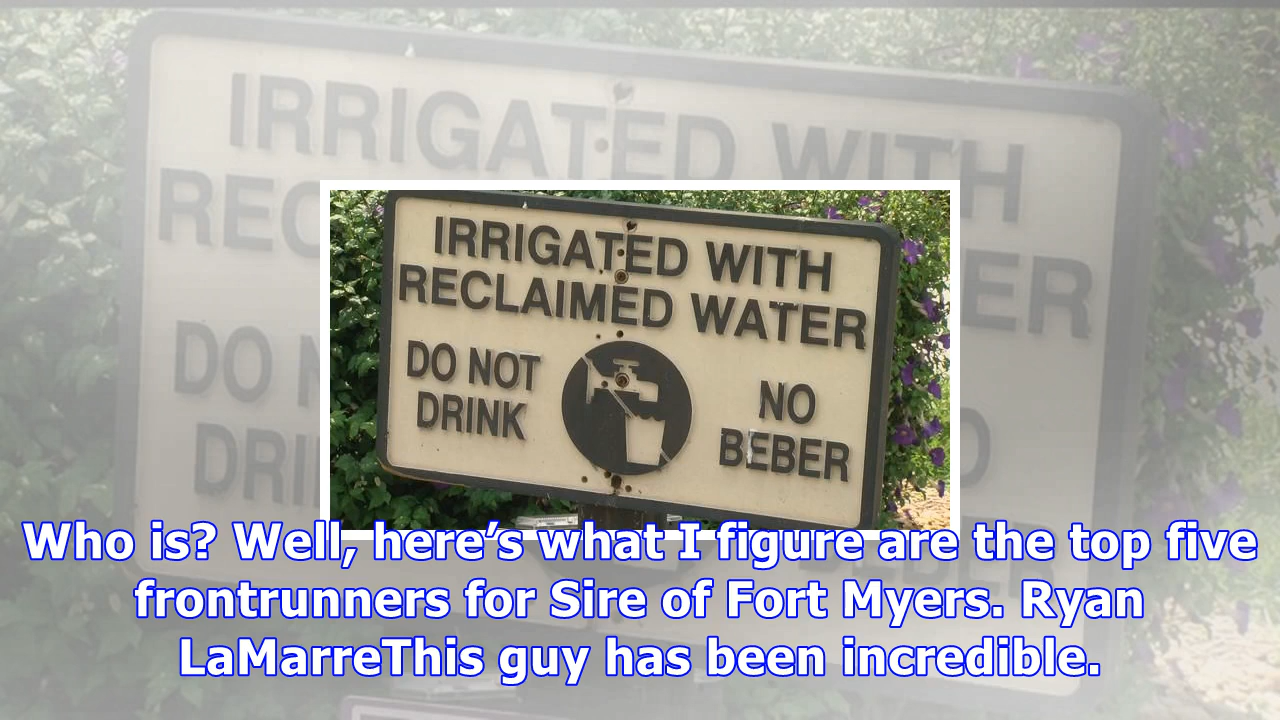 IRRIGATED WITH
RECLAIMED WATER
DO NOT
DRINK
NO
BEBER
Who is? Well, here’s what I figure are the top five
frontrunners for Sire of Fort Myers. Ryan
LaMarreThis guy has been incredible.